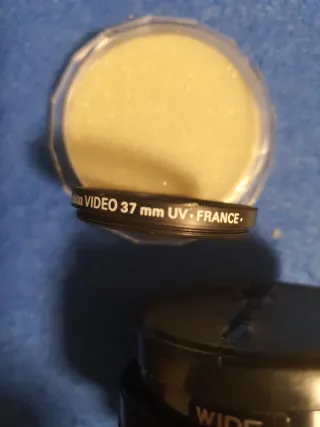 VIDEO 37 mm UV • FRANCE •
WIDE